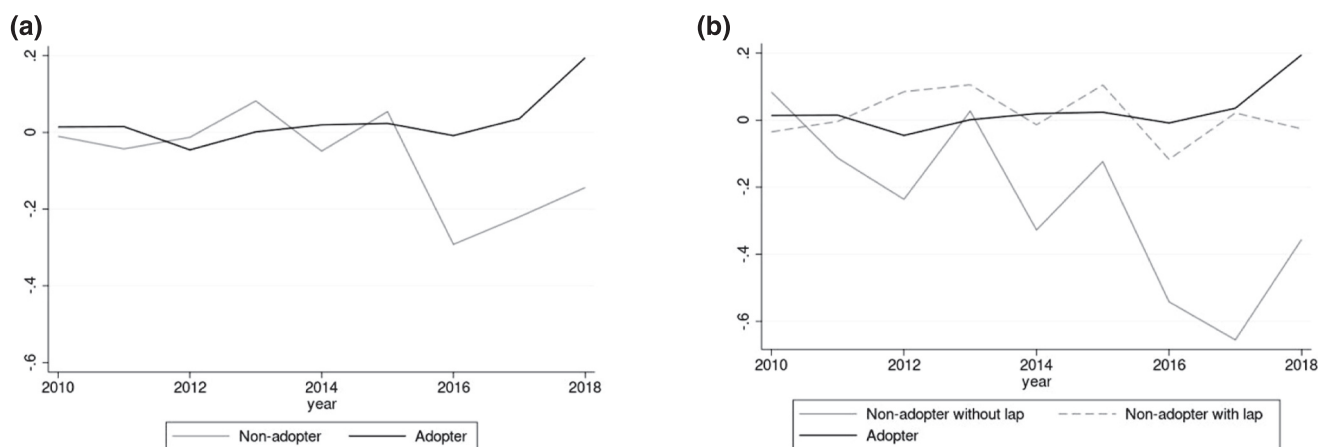 (a)
.2
0
-.2
-.4
-.6
2010 2012 2014 2016 2018
year
Non-adopter Adopter
(b)
.2
0
-.2
-.4
-.6
2010 2012 2014 2016 2018
year
Non-adopter without lap Non-adopter with lap
Adopter